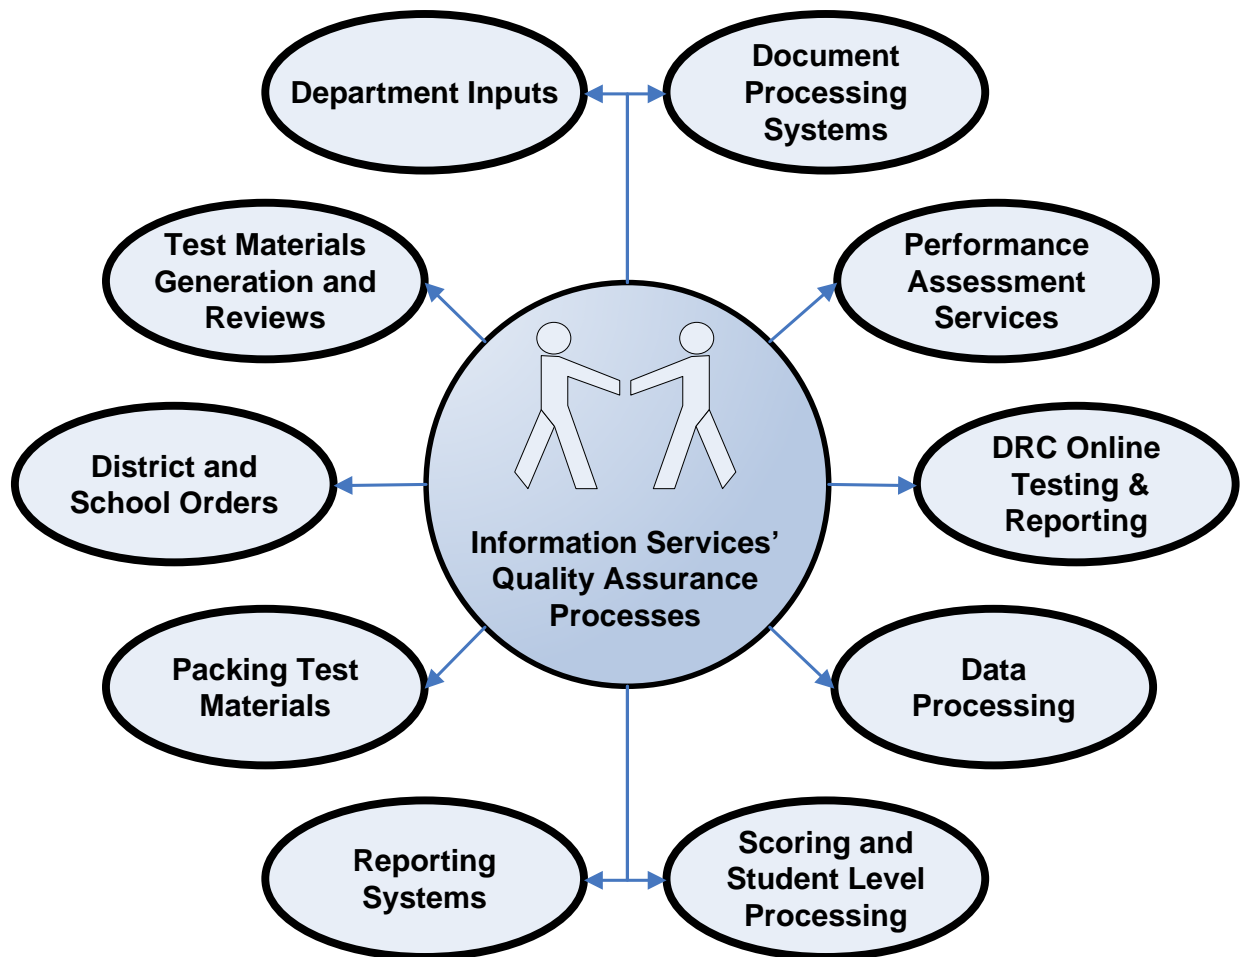 Department Inputs
Document
Processing
Systems
Test Materials
Generation and
Reviews
Performance
Assessment
Services
District and
School Orders
DRC Online
Testing &
Reporting
Information Services’
Quality Assurance
Processes
Packing Test
Materials
Data
Processing
Reporting
Systems
Scoring and
Student Level
Processing